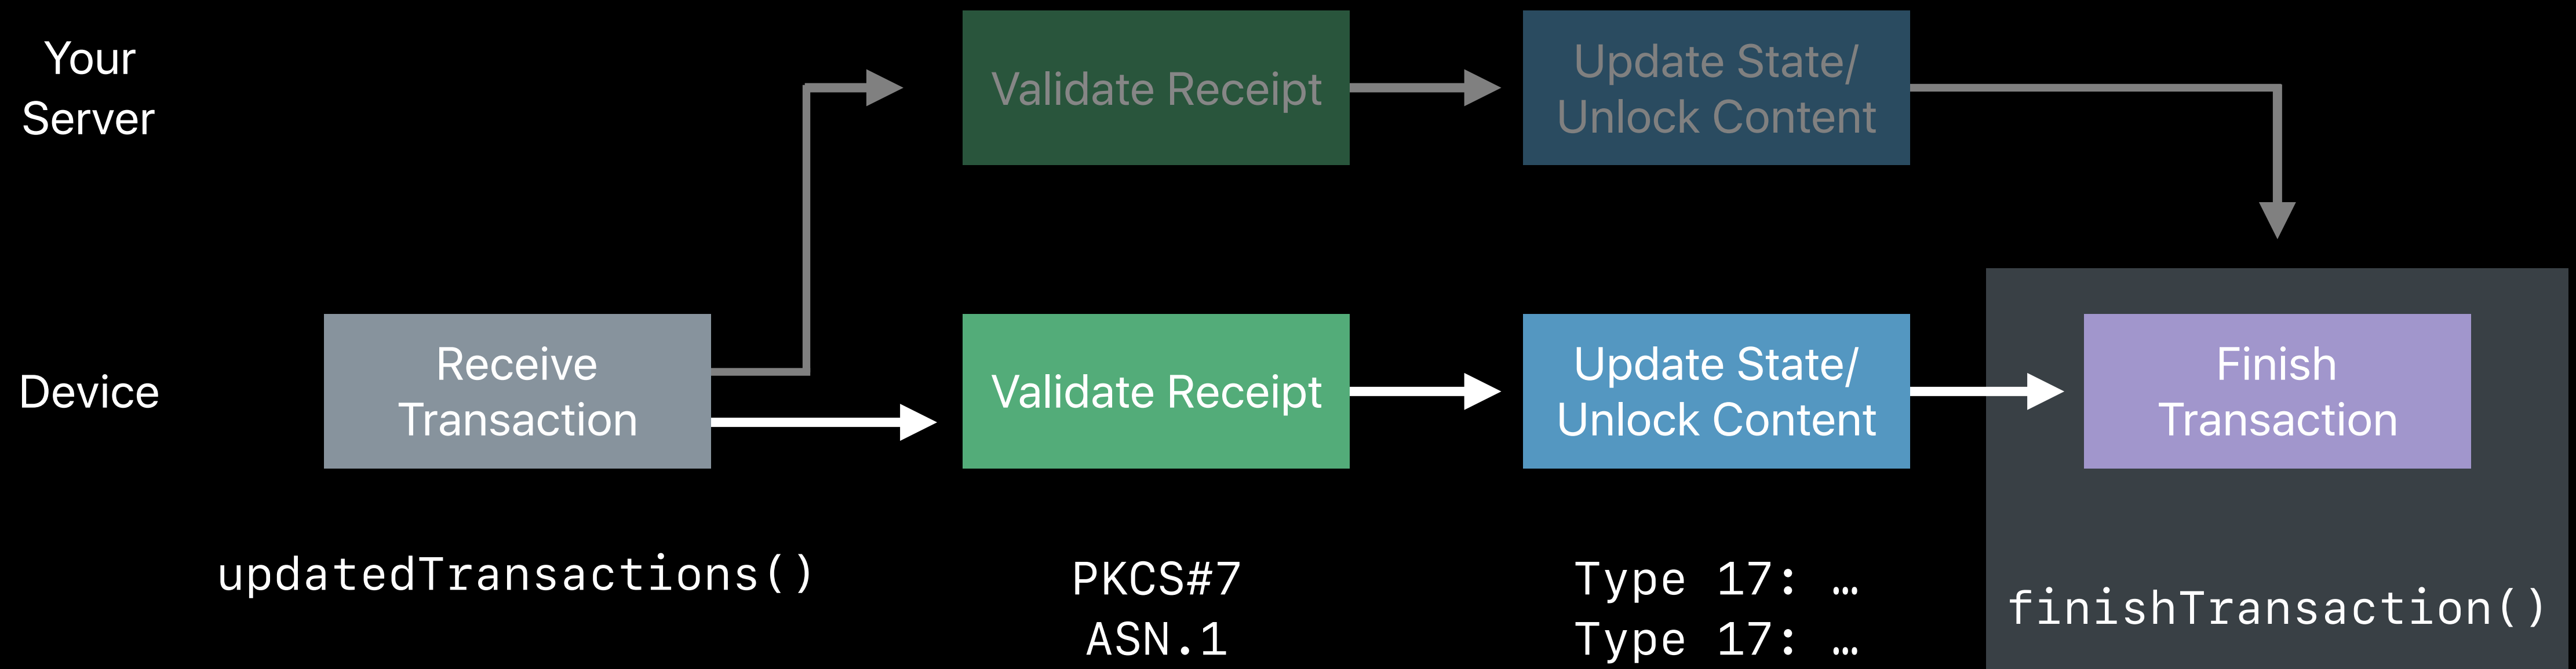 Your
Server
Validate Receipt
Update State/
Unlock Content
Device
Receive
Transaction
Validate Receipt
Update State/
Unlock Content
Finish
Transaction
updatedTransactions()
PKCS#7
ASN.1
Type 17: …
Type 17: …
finishTransaction()